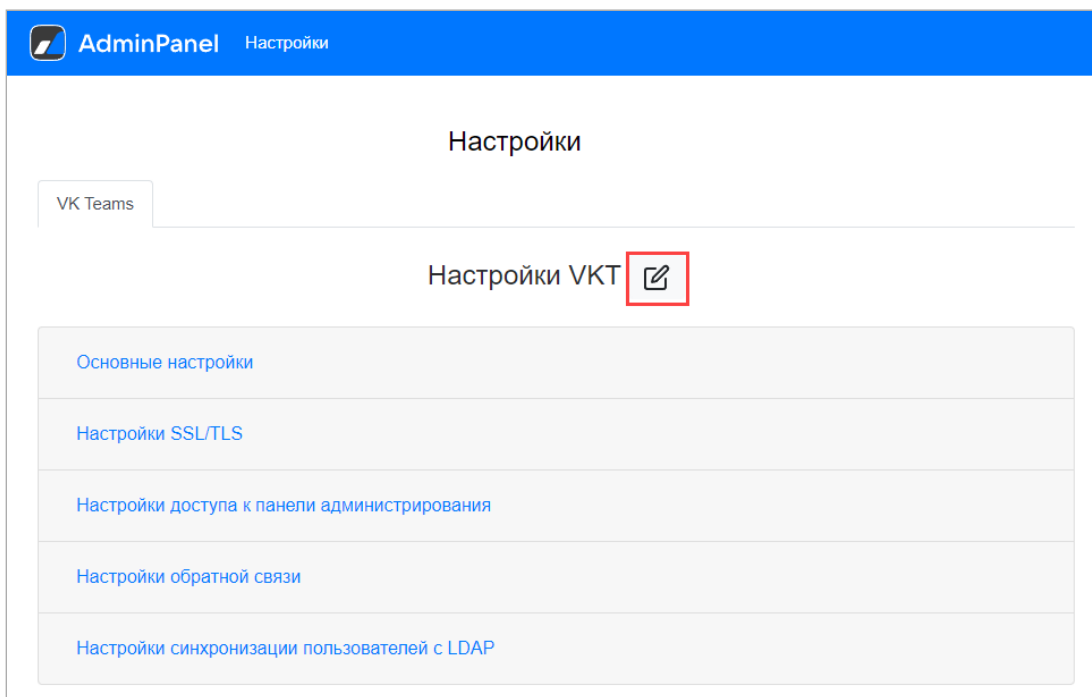 AdminPanel Настройки
Настройки
VK Teams
Настройки VKT
Основные настройки
Настройки SSL/TLS
Настройки доступа к панели администрирования
Настройки обратной связи
Настройки синхронизации пользователей с LDAP